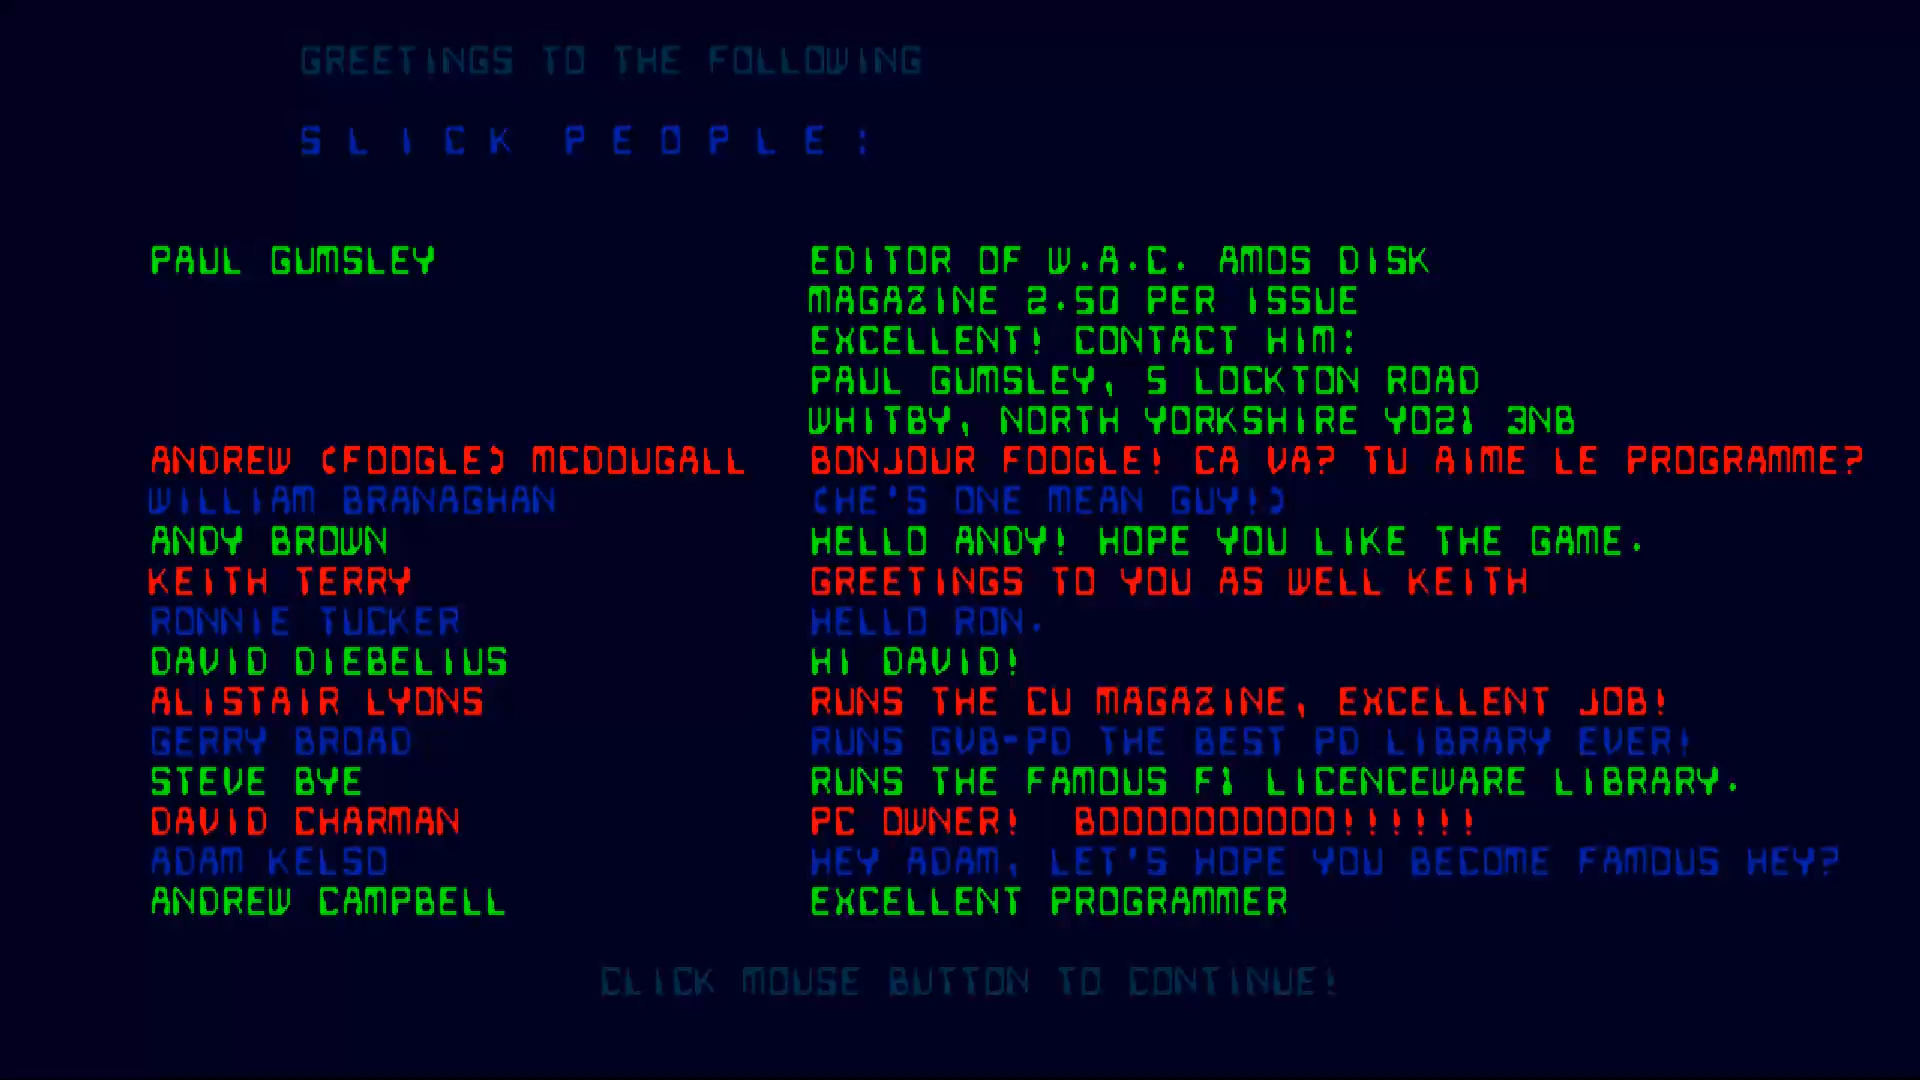 GREETINGS TO THE FOLLOWING
S L I C K P E O P L E :
PAUL GUMSLEY EDITOR OF W.A.C. AMOS DISK
MAGAZINE 2.50 PER ISSUE
EXCELLENT! CONTACT HIM:
PAUL GUMSLEY, 5 LOCKTON ROAD
WHITBY, NORTH YORKSHIRE YO21 3NB
ANDREW (FOOGLE) MCDOUGALL BONJOUR FOOGLE! CA VA? TU AIME LE PROGRAMME?
WILLIAM BRANAGHAN (HE'S ONE MEAN GUY!)
ANDY BROWN HELLO ANDY! HOPE YOU LIKE THE GAME.
KEITH TERRY GREETINGS TO YOU AS WELL KEITH
RONNIE TUCKER HELLO RON.
DAVID DIEBELIUS HI DAVID!
ALISTAIR LYONS RUNS THE CU MAGAZINE, EXCELLENT JOB!
GERRY BROAD RUNS GVB-PD THE BEST PD LIBRARY EVER!
STEVE BYE RUNS THE FAMOUS F1 LICENCEWARE LIBRARY.
DAVID CHARMAN PC OWNER! BOOOOOOOOOO!!!!!!
ADAM KELSO HEY ADAM, LET'S HOPE YOU BECOME FAMOUS HEY?
ANDREW CAMPBELL EXCELLENT PROGRAMMER
CLICK MOUSE BUTTON TO CONTINUE!